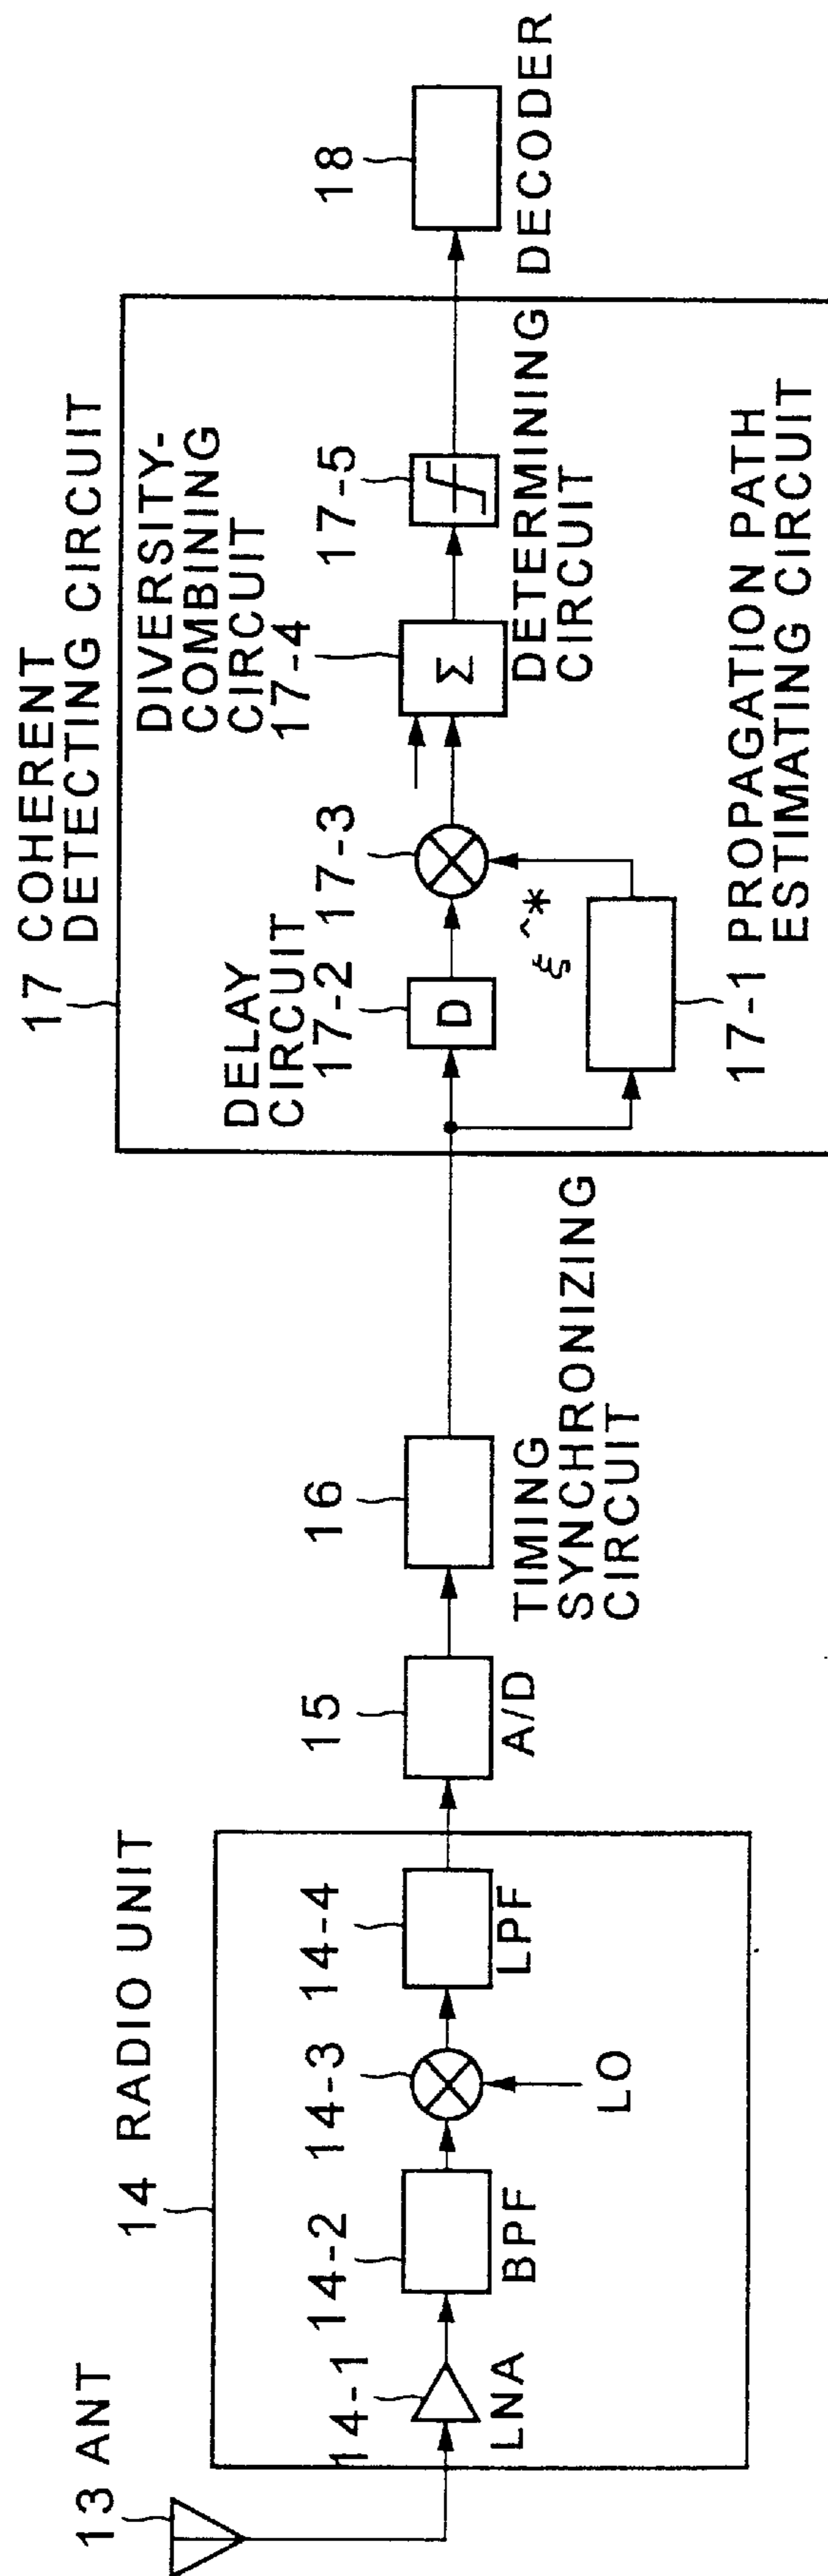 13 ANT
14 RADIO UNIT
14-1
LNA
14-2
BPF
14-3
LO
14-4
LPF
15
A/D
16
TIMING
SYNCHRONIZING
CIRCUIT
17 COHERENT
DETECTING CIRCUIT
DELAY
CIRCUIT
17-2
D
17-3
ξ^*
17-1 PROPAGATION PATH
ESTIMATING CIRCUIT
DIVERSITY-
COMBINING
CIRCUIT
17-4
Σ
17-5
DETERMINING
CIRCUIT
18
DECODER